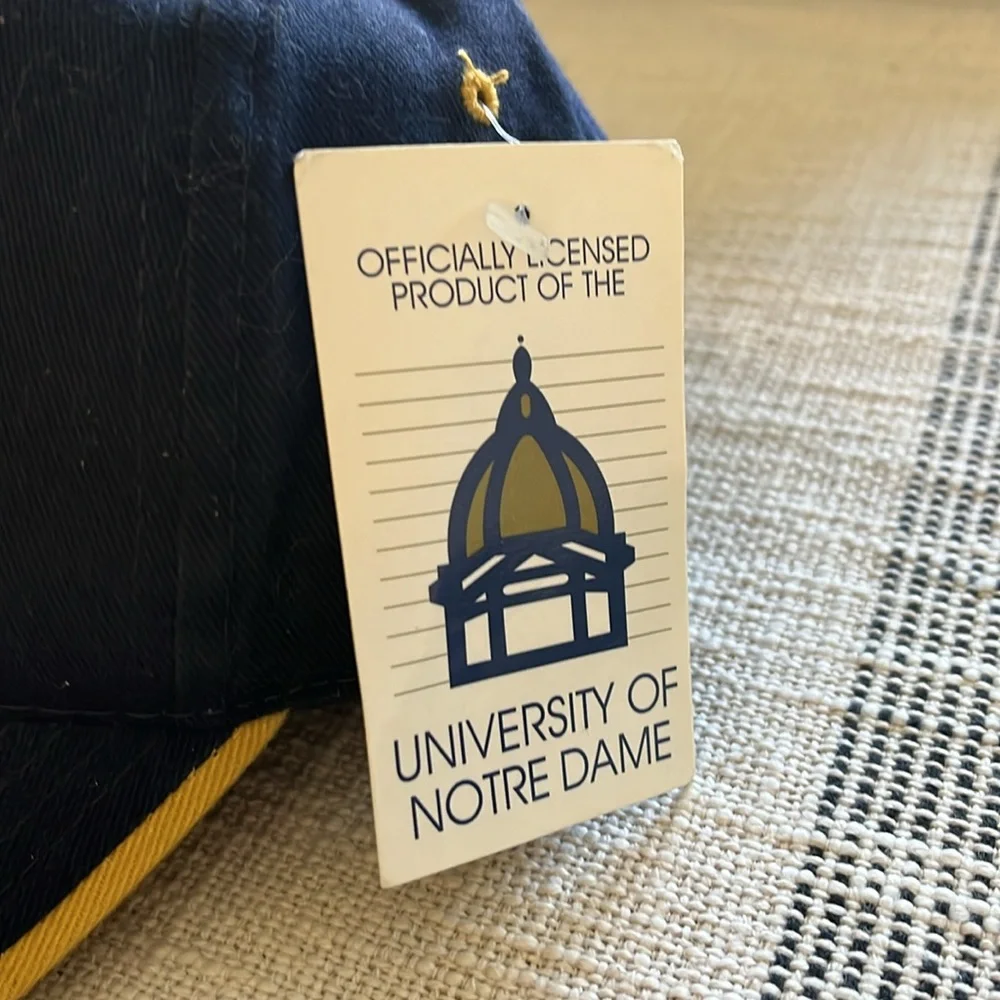 OFFICIALLY LICENSED
PRODUCT OF THE
UNIVERSITY OF
NOTRE DAME